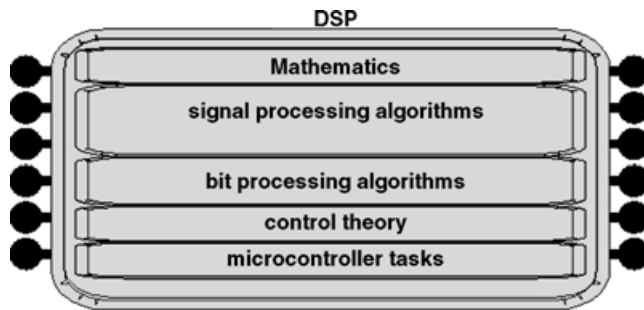 DSP
Mathematics
signal processing algorithms
bit processing algorithms
control theory
microcontroller tasks